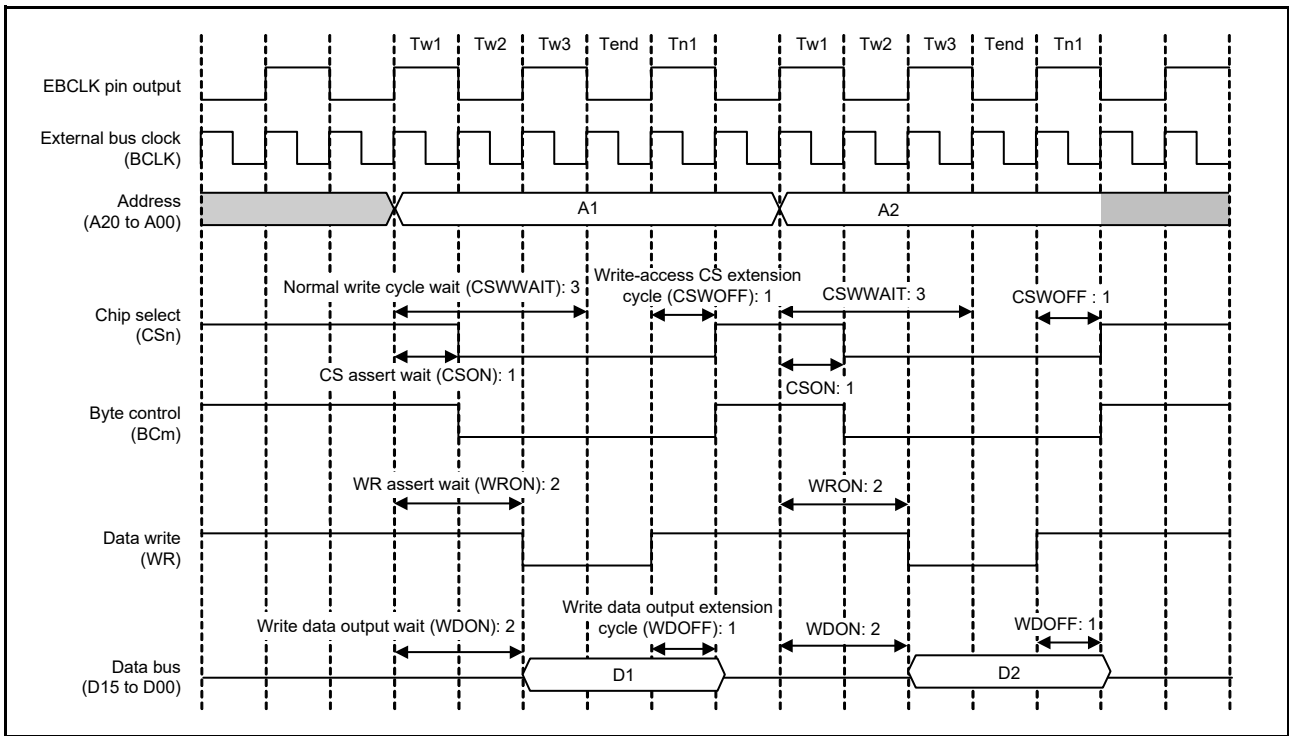 Tw1 Tw2 Tw3 Tend Tn1 Tw1 Tw2 Tw3 Tend Tn1
EBCLK pin output
External bus clock
(BCLK)
Address
(A20 to A00)
A1 A2
Normal write cycle wait (CSWWAIT): 3
Write-access CS extension
cycle (CSWOFF): 1
CSWWAIT: 3
CSWOFF : 1
Chip select
(CSn)
CS assert wait (CSON): 1
CSON: 1
Byte control
(BCm)
WR assert wait (WRON): 2
WRON: 2
Data write
(WR)
Write data output wait (WDON): 2
Write data output extension
cycle (WDOFF): 1
WDON: 2
WDOFF: 1
Data bus
(D15 to D00)
D1 D2